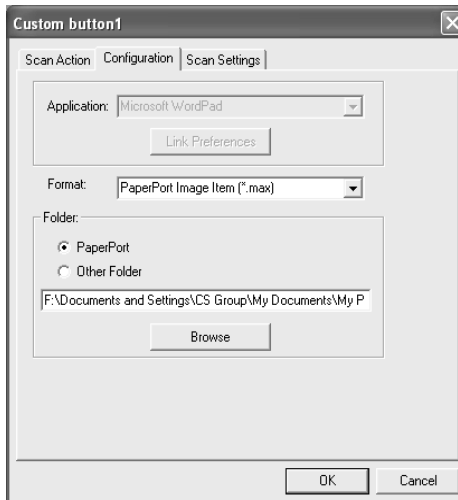 Custom button1
Scan Action Configuration Scan Settings
Application: Microsoft WordPad
Link Preferences
Format: PaperPort Image Item (*.max)
Folder:
PaperPort
Other Folder
F:\Documents and Settings\CS Group\My Documents\My P
Browse
OK Cancel